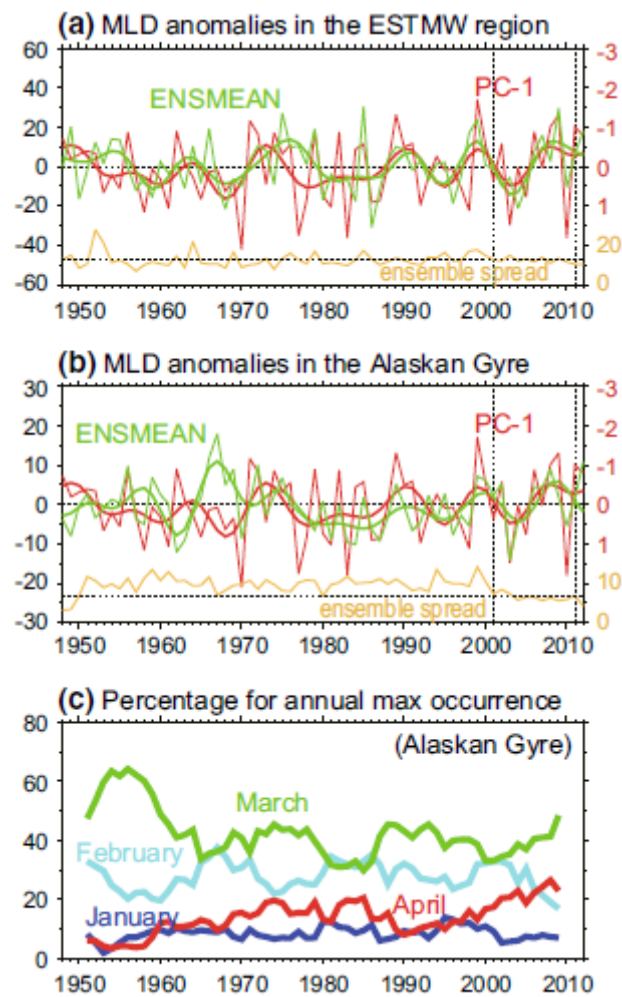 (a) MLD anomalies in the ESTMW region
60 -3
40 -2
ENSMEAN PC-1
20 -1
0 0
-20 1
-40 20
ensemble spread
-60 0
1950 1960 1970 1980 1990 2000 2010
(b) MLD anomalies in the Alaskan Gyre
30 -3
ENSMEAN PC-1
20 -2
10 -1
0 0
-10 1
-20 10
ensemble spread
-30 0
1950 1960 1970 1980 1990 2000 2010
(c) Percentage for annual max occurrence
80
(Alaskan Gyre)
60
March
40
February
20
January April
0
1950 1960 1970 1980 1990 2000 2010